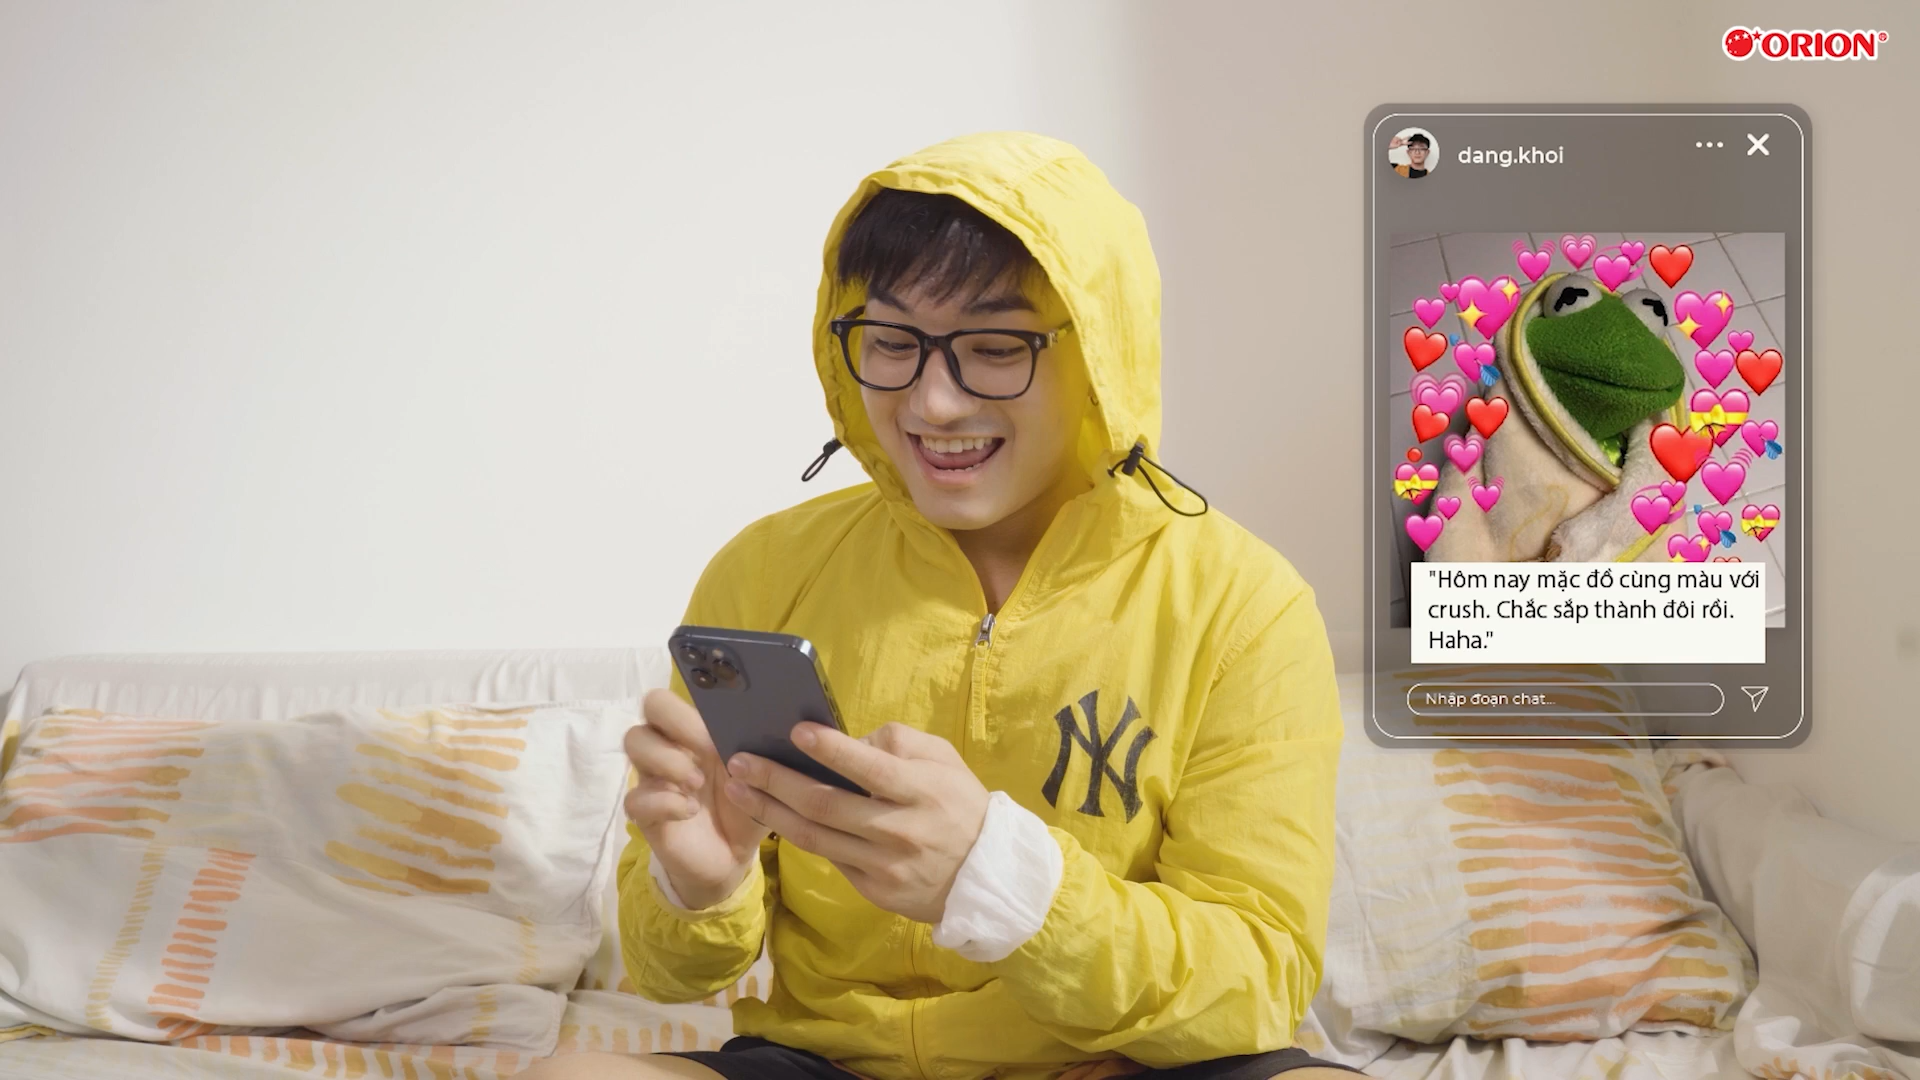 ORION
dang.khoi
"Hôm nay mặc đồ cùng màu với
crush. Chắc sắp thành đôi rồi.
Haha."
Nhập đoạn chat...
NY